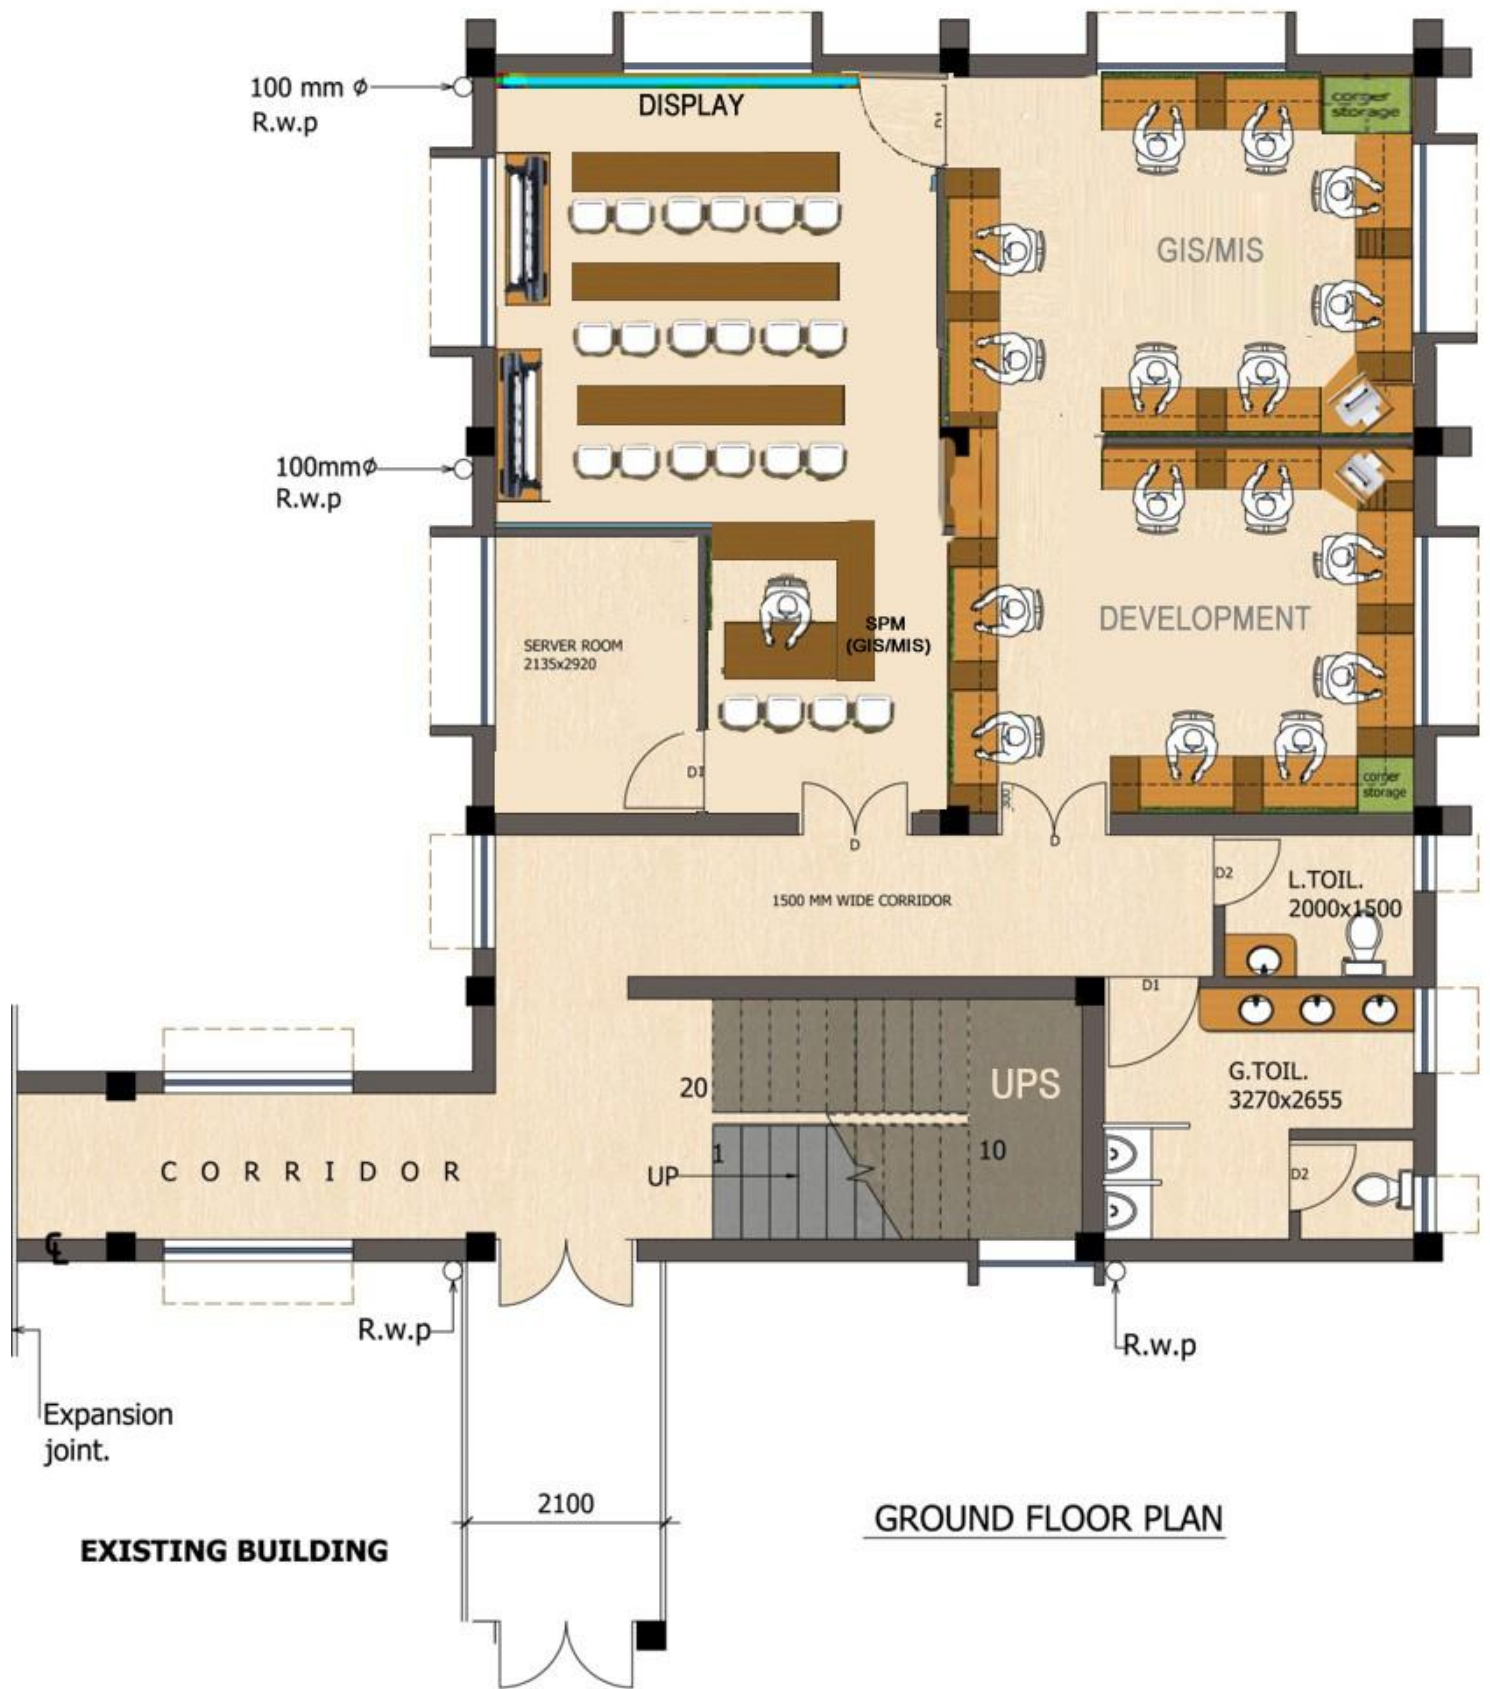 100 mm ϕ
R.w.p
DISPLAY
corner
storage
GIS/MIS
100mmϕ
R.w.p
SERVER ROOM
2135x2920
SPM
(GIS/MIS)
DEVELOPMENT
D1
corner
storage
300
D
D
1500 MM WIDE CORRIDOR
D2
L.TOIL.
2000x1500
D1
20
UPS
G.TOIL.
3270x2655
1
10
UP
CORRIDOR
D2
R.w.p
R.w.p
Expansion
joint.
2100
GROUND FLOOR PLAN
EXISTING BUILDING